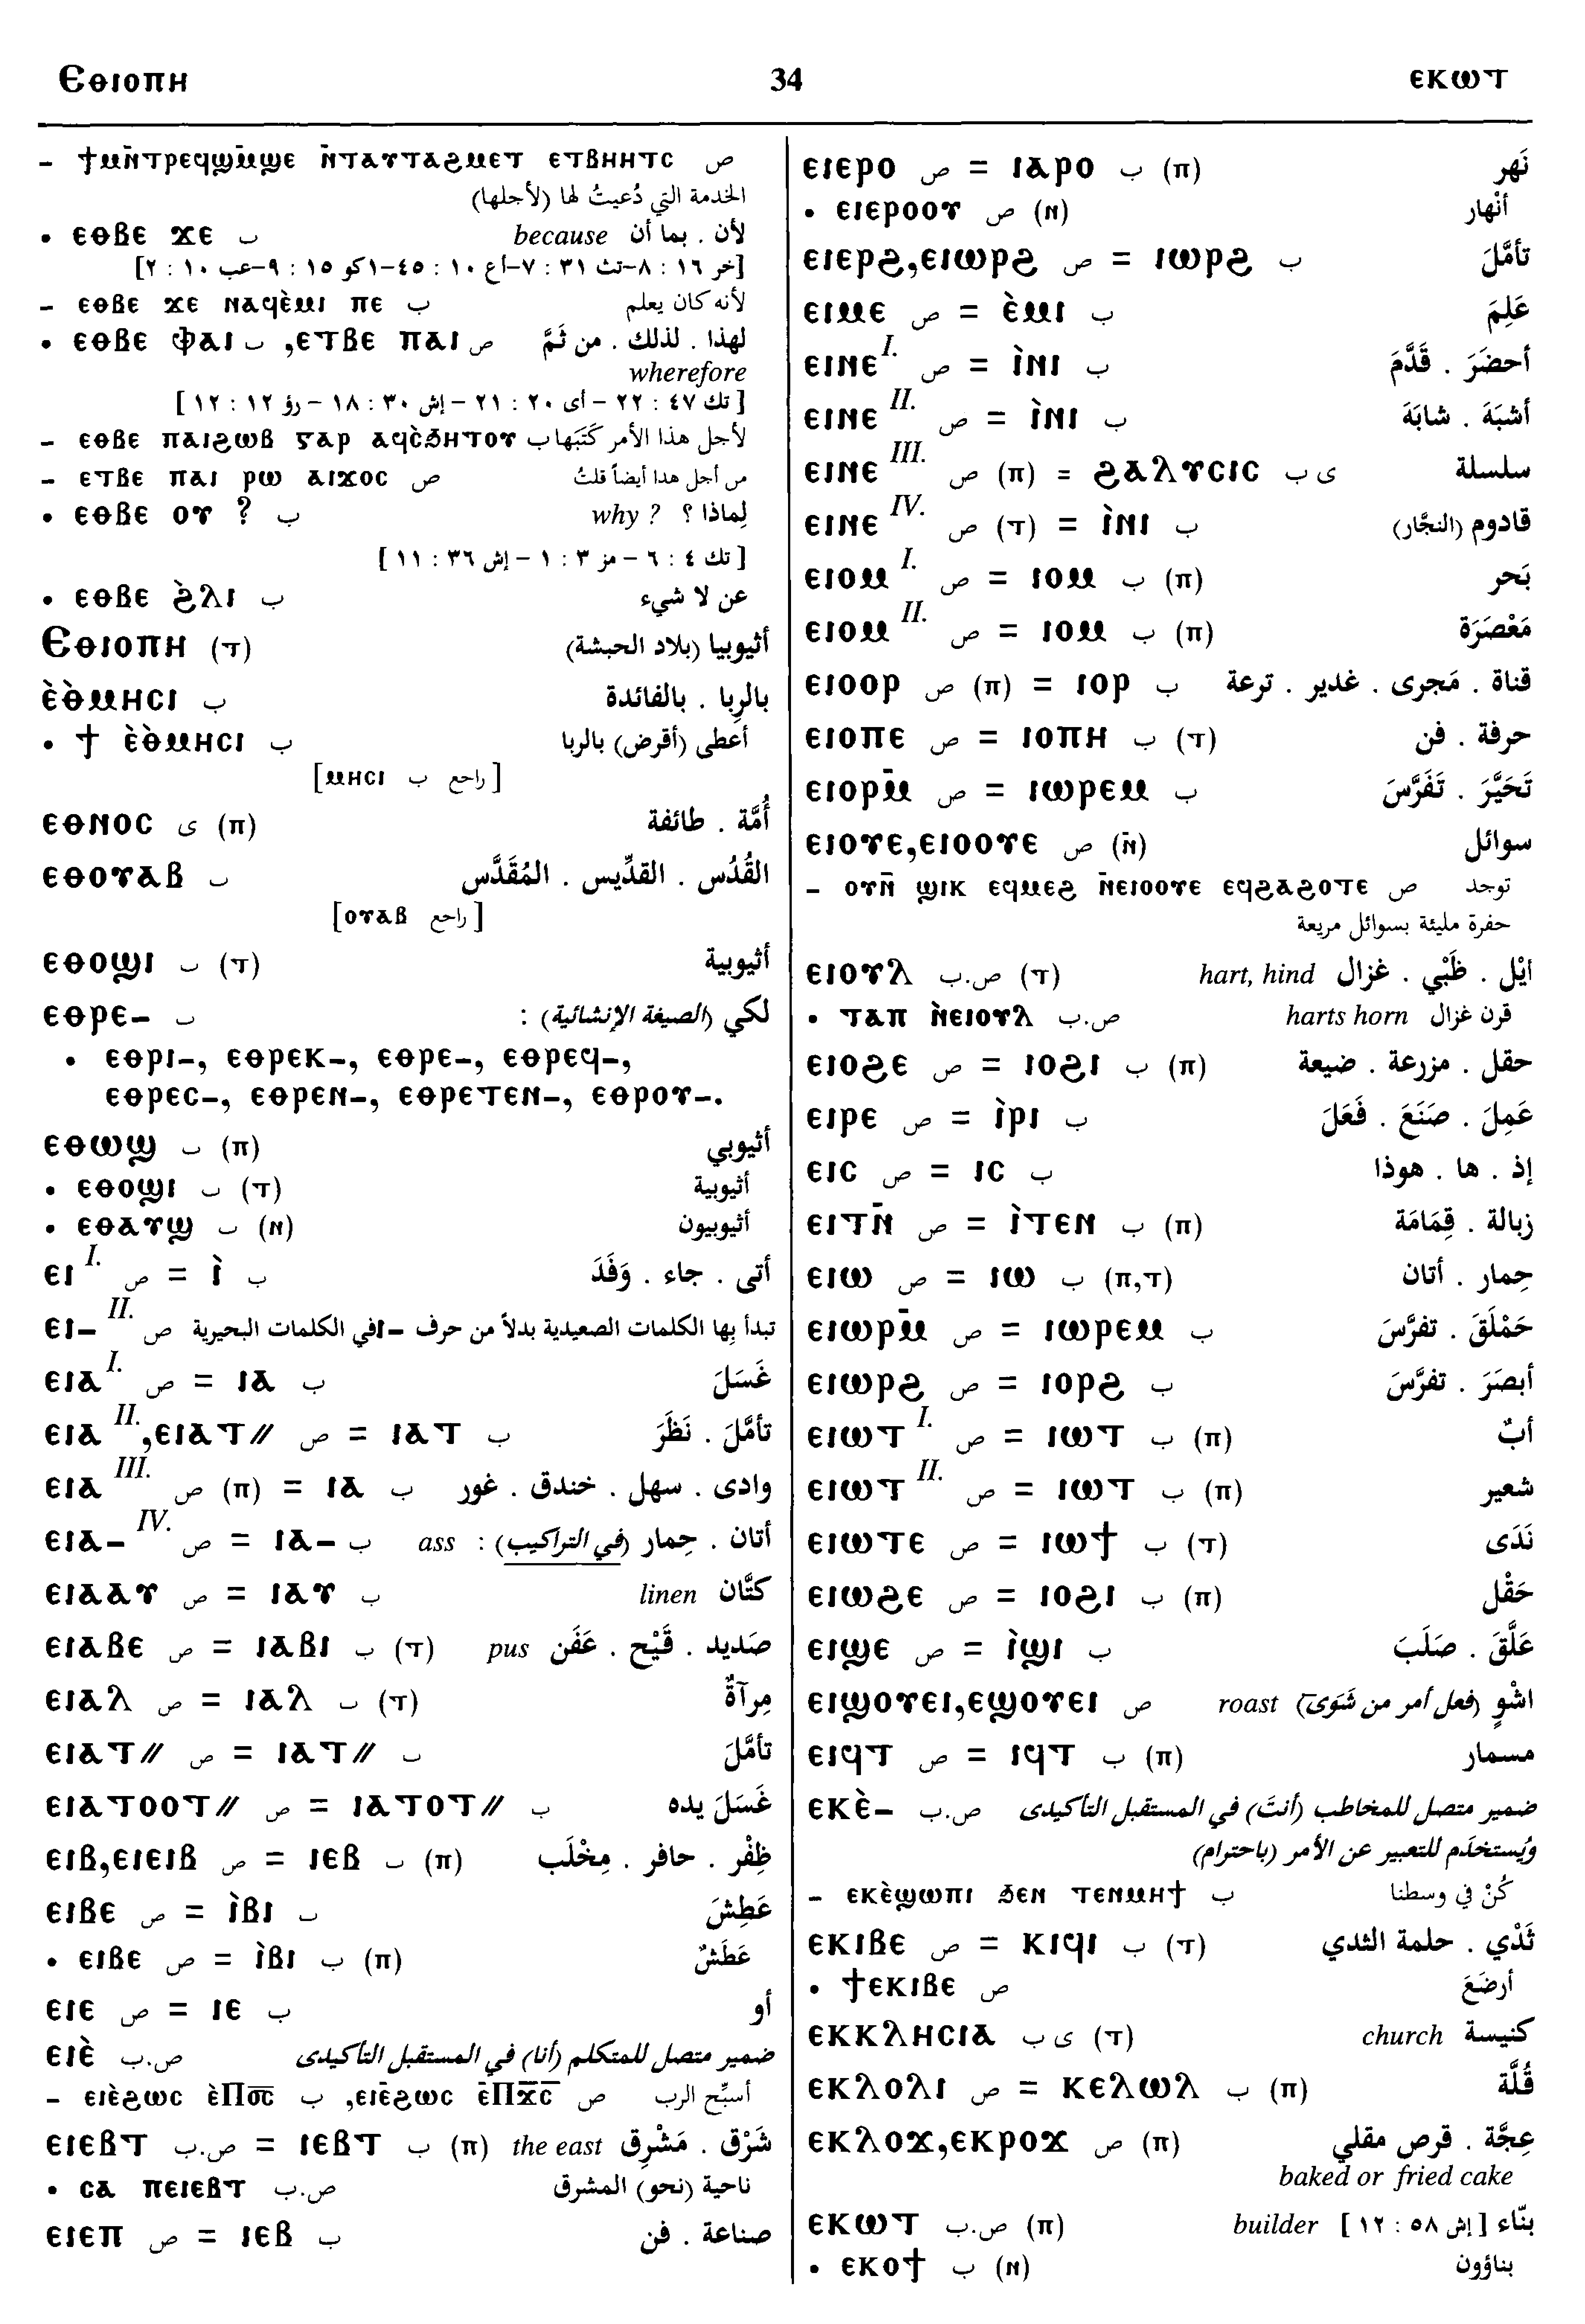 Ⲉⲑⲓⲟⲡⲏ 34 ⲉⲕⲱⲧ
– ϯⲙⲛ̄ⲧⲣⲉϥϣⲙ̄ϣⲉ ⲛ̄ⲧⲁⲩⲧⲁϩⲙⲉⲧ ⲉⲧⲃⲏⲏⲧⲥ ص
الخدمة التي دُعيتُ لها (لأجلها)
• ⲉⲑⲃⲉ ϫⲉ ب because لأن . بما أن
[خر ١٦ : ٨–تث ٣١ : ٧–أع ١٠ : ٤٥–١كو ١٥ : ٩–عب ١٠ : ٢]
– ⲉⲑⲃⲉ ϫⲉ ⲛⲁϥⲉ̀ⲙⲓ ⲡⲉ ب لأنه كان يعلم
• ⲉⲑⲃⲉ ⲫⲁⲓ ب ,ⲉⲧⲃⲉ ⲡⲁⲓ ص لهذا . لذلك . من ثَمَّ
wherefore
[ تك ٤٧ : ٢٢ – أى ٢٠ : ٢١ – إش ٣٠ : ١٨ – رؤ ١٢ : ١٢ ]
– ⲉⲑⲃⲉ ⲡⲁⲓϩⲱⲃ ⲅⲁⲣ ⲁϥⲥ̀ϧⲏⲧⲟⲩ ب لأجل هذا الأمر كَتَبَها
– ⲉⲧⲃⲉ ⲡⲁⲓ ⲣⲱ ⲁⲓϫⲟⲥ ص من أجل هدا أيضاً قلتُ
• ⲉⲑⲃⲉ ⲟⲩ ? ب why ? لِماذا ؟
[ تك ٤ : ٦ – مز ٣ : ١ – إش ٣٦ : ١١ ]
• ⲉⲑⲃⲉ ϩ̀ⲗⲓ ب عن لا شيء
Ⲉⲑⲓⲟⲡⲏ (ⲧ) أثيوبيا (بلاد الحبشة)
ⲉ̀ⲑ̀ⲙⲏⲥⲓ ب بالرِبا . بالفائدة
• ϯ ⲉ̀ⲑ̀ⲙⲏⲥⲓ ب أعطى (أقرض) بالربا
[ⲙⲏⲥⲓ ب راجع ]
ⲉⲑⲛⲟⲥ ى (ⲡ) أُمَّة . طائفة
ⲉⲑⲟⲩⲁⲃ ب القُدُس . القدِّيس . المُقَدَّس
[ⲟⲩⲁⲃ راجع ]
ⲉⲑⲟϣⲓ ب (ⲧ) أثيوبية
ⲉⲑⲣⲉ– ب لكي (الصيغة الإنشائية) :
• ⲉⲑⲣⲓ–, ⲉⲑⲣⲉⲕ–, ⲉⲑⲣⲉ–, ⲉⲑⲣⲉϥ–,
ⲉⲑⲣⲉⲥ–, ⲉⲑⲣⲉⲛ–, ⲉⲑⲣⲉⲧⲉⲛ–, ⲉⲑⲣⲟⲩ–.
ⲉⲑⲱϣ ب (ⲡ) أثيوبي
• ⲉⲑⲟϣⲓ ب (ⲧ) أثيوبية
• ⲉⲑⲁⲩϣ ب (ⲛ) أثيوبيون
ⲉⲓ I. ص = ⲓ̀ ب أتى . جاء . وَفَدَ
ⲉⲓ– II. ص تبدأ بِها الكلمات الصعيدية بدلاً من حرف –ⲓ في الكلمات البحيرية
ⲉⲓⲁ I. ص = ⲓⲁ ب غَسَلَ
ⲉⲓⲁ II. ,ⲉⲓⲁⲧ// ص = ⲓⲁⲧ ب تأمَّلَ . نَظَرَ
ⲉⲓⲁ III. ص (ⲡ) = ⲓⲁ ب وادى . سهل . خندق . غور
ⲉⲓⲁ– IV. ص = ⲓⲁ– ب ass : (في التراكيب) أتان . حِمار
ⲉⲓⲁⲁⲩ ص = ⲓⲁⲩ ب linen كتَّان
ⲉⲓⲁⲃⲉ ص = ⲓⲁⲃⲓ ب (ⲧ) pus صَديد . قَيْح . عَفَن
ⲉⲓⲁⲗ ص = ⲓⲁⲗ ب (ⲧ) مِرآةٌ
ⲉⲓⲁⲧ// ص = ⲓⲁⲧ// ب تأمَّلَ
ⲉⲓⲁⲧⲟⲟⲧ// ص = ⲓⲁⲧⲟⲧ// ب غَسَلَ يده
ⲉⲓⲃ,ⲉⲓⲉⲓⲃ ص = ⲓⲉⲃ ب (ⲡ) ظِفْر . حافر . مِخْلَب
ⲉⲓⲃⲉ ص = ⲓ̀ⲃⲓ ب عَطِشَ
• ⲉⲓⲃⲉ ص = ⲓ̀ⲃⲓ ب (ⲡ) عَطَشٌ
ⲉⲓⲉ ص = ⲓⲉ ب أو
ⲉⲓⲉ̀ ص.ب ضمير متصل للمتكلم (أنا) في المستقبل التأكيدى
– ⲉⲓⲉ̀ϩⲱⲥ ⲉ̀Ⲡⲟ̅ⲥ̅ ب ,ⲉⲓⲉ̀ϩⲱⲥ ⲉ̄Ⲡϫ̅ⲥ̅ ص أسبِّح الرب
ⲉⲓⲉⲃⲧ ص.ب = ⲓⲉⲃⲧ ب (ⲡ) the east شَرْق . مَشْرِق
• ⲥⲁ ⲡⲉⲓⲉⲃⲧ ص.ب ناحية (نحو) المشرق
ⲉⲓⲉⲡ ص = ⲓⲉⲃ ب صناعة . فن
ⲉⲓⲉⲣⲟ ص = ⲓⲁⲣⲟ ب (ⲡ) نَهر
• ⲉⲓⲉⲣⲟⲟⲩ ص (ⲛ) أنْهار
ⲉⲓⲉⲣϩ,ⲉⲓⲱⲣϩ ص = ⲓⲱⲣϩ ب تأمَّلَ
ⲉⲓⲙⲉ ص = ⲉ̀ⲙⲓ ب عَلِمَ
ⲉⲓⲛⲉ I. ص = ⲓ̀ⲛⲓ ب أحضَرَ . قَدَّمَ
ⲉⲓⲛⲉ II. ص = ⲓ̀ⲛⲓ ب أشبَهَ . شابَهَ
ⲉⲓⲛⲉ III. ص (ⲡ) = ϩⲁⲗⲩⲥⲓⲥ ى ب سلسلة
ⲉⲓⲛⲉ IV. ص (ⲧ) = ⲓ̀ⲛⲓ ب قادوم (النجَّار)
ⲉⲓⲟⲙ I. ص = ⲓⲟⲙ ب (ⲡ) بَحر
ⲉⲓⲟⲙ II. ص = ⲓⲟⲙ ب (ⲡ) مَعْصَرَة
ⲉⲓⲟⲟⲣ ص (ⲡ) = ⲓⲟⲣ ب قناة . مَجرى . غدير . ترعة
ⲉⲓⲟⲡⲉ ص = ⲓⲟⲡⲏ ب (ⲧ) حرفة . فن
ⲉⲓⲟⲣⲙ̄ ص = ⲓⲱⲣⲉⲙ ب تَحَيَّرَ . تَفَرَّسَ
ⲉⲓⲟⲩⲉ,ⲉⲓⲟⲟⲩⲉ ص (ⲛ̄) سوائل
– ⲟⲩⲛ̄ ϣⲓⲕ ⲉϥⲙⲉϩ ⲛ̄ⲉⲓⲟⲟⲩⲉ ⲉϥϩⲁϩⲟⲧⲉ ص توجد
حفرة مليئة بسوائل مريعة
ⲉⲓⲟⲩⲗ ص.ب (ⲧ) hart, hind ايْل . ظَبْي . غزال
• ⲧⲁⲡ ⲛ̀ⲉⲓⲟⲩⲗ ص.ب harts horn قرن غزال
ⲉⲓⲟϩⲉ ص = ⲓⲟϩⲓ ب (ⲡ) حقل . مزرعة . ضيعة
ⲉⲓⲣⲉ ص = ⲓ̀ⲣⲓ ب عَمِلَ . صَنَعَ . فَعَلَ
ⲉⲓⲥ ص = ⲓⲥ ب إذ . ها . هوذا
ⲉⲓⲧⲛ̄ ص = ⲓ̀ⲧⲉⲛ ب (ⲡ) زبالة . قِمَامَة
ⲉⲓⲱ ص = ⲓⲱ ب (ⲡ,ⲧ) حِمار . أتان
ⲉⲓⲱⲣⲙ̄ ص = ⲓⲱⲣⲉⲙ ب حَمْلَقَ . تفرَّسَ
ⲉⲓⲱⲣϩ ص = ⲓⲟⲣϩ ب أبصَرَ . تفرَّسَ
ⲉⲓⲱⲧ I. ص = ⲓⲱⲧ ب (ⲡ) أبٌ
ⲉⲓⲱⲧ II. ص = ⲓⲱⲧ ب (ⲡ) شعير
ⲉⲓⲱⲧⲉ ص = ⲓⲱϯ ب (ⲧ) نَدَى
ⲉⲓⲱϩⲉ ص = ⲓⲟϩⲓ ب (ⲡ) حَقْل
ⲉⲓϣⲉ ص = ⲓ̀ϣⲓ ب عَلَّقَ . صَلَبَ
ⲉⲓϣⲟⲩⲉⲓ,ⲉϣⲟⲩⲉⲓ ص roast اشْوٍ (فعل أمر من شَوَىَ)
ⲉⲓϥⲧ ص = ⲓϥⲧ ب (ⲡ) مسمار
ⲉⲕⲉ̀– ص.ب ضمير متصل للمخاطب (أنتَ) في المستقبل التأكيدى
ويُستخدَم للتعبير عن الأمر (باحترام)
– ⲉⲕⲉ̀ϣⲱⲡⲓ ϧⲉⲛ ⲧⲉⲛⲙⲏϯ ب كُنْ في وسطنا
ⲉⲕⲓⲃⲉ ص = ⲕⲓϥⲓ ب (ⲧ) ثَدْي . حلمة الثدي
• ϯⲉⲕⲓⲃⲉ ص أرضَعَ
ⲉⲕⲕⲗⲏⲥⲓⲁ ى ب (ⲧ) church كنيسة
ⲉⲕⲗⲟⲗⲓ ص = ⲕⲉⲗⲱⲗ ب (ⲡ) قُلَّة
ⲉⲕⲗⲟϫ,ⲉⲕⲣⲟϫ ص (ⲡ) عِجَّة . قرص مقلي
baked or fried cake
ⲉⲕⲱⲧ ص.ب (ⲡ) builder [ إش ٥٨ : ١٢ ] بنّاء
• ⲉⲕⲟϯ ب (ⲛ) بناؤون